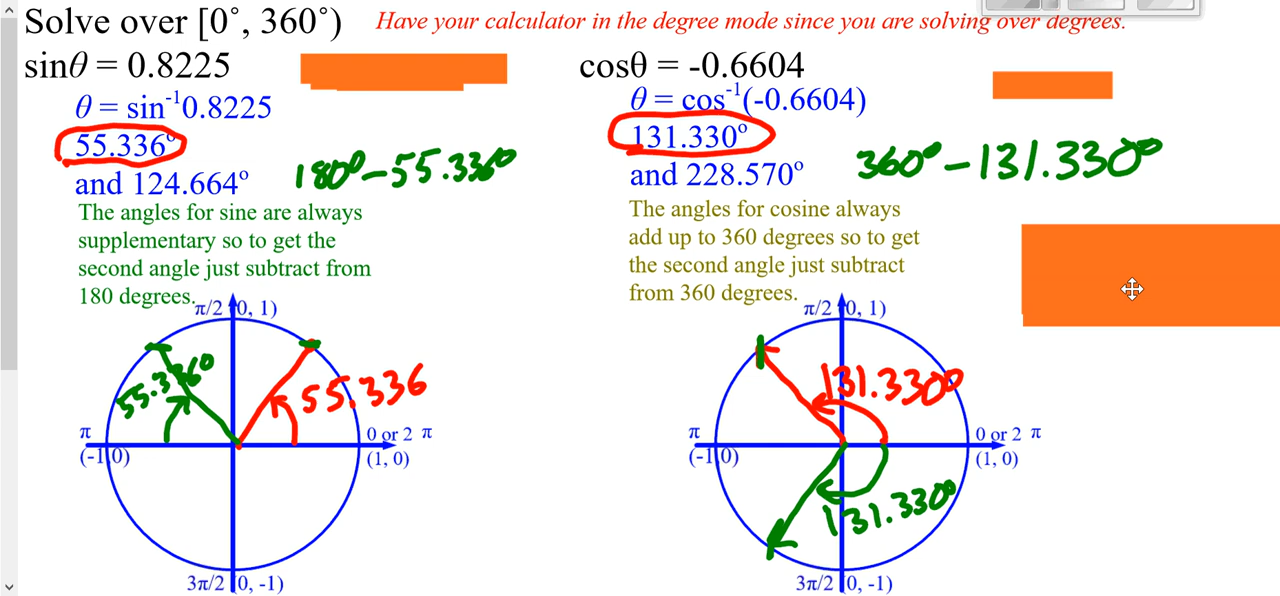 Solve over [0°, 360°)
Have your calculator in the degree mode since you are solving over degrees.
sinθ = 0.8225
θ = sin⁻¹0.8225
55.336°
and 124.664°
180° - 55.336°
The angles for sine are always
supplementary so to get the
second angle just subtract from
180 degrees.
π/2 (0, 1)
55.336°
55.336
π
(-1,0)
0 or 2 π
(1, 0)
3π/2 (0, -1)
cosθ = -0.6604
θ = cos⁻¹(-0.6604)
131.330°
and 228.570°
360° - 131.330°
The angles for cosine always
add up to 360 degrees so to get
the second angle just subtract
from 360 degrees.
π/2 (0, 1)
131.330°
π
(-1,0)
0 or 2 π
(1, 0)
131.330°
3π/2 (0, -1)